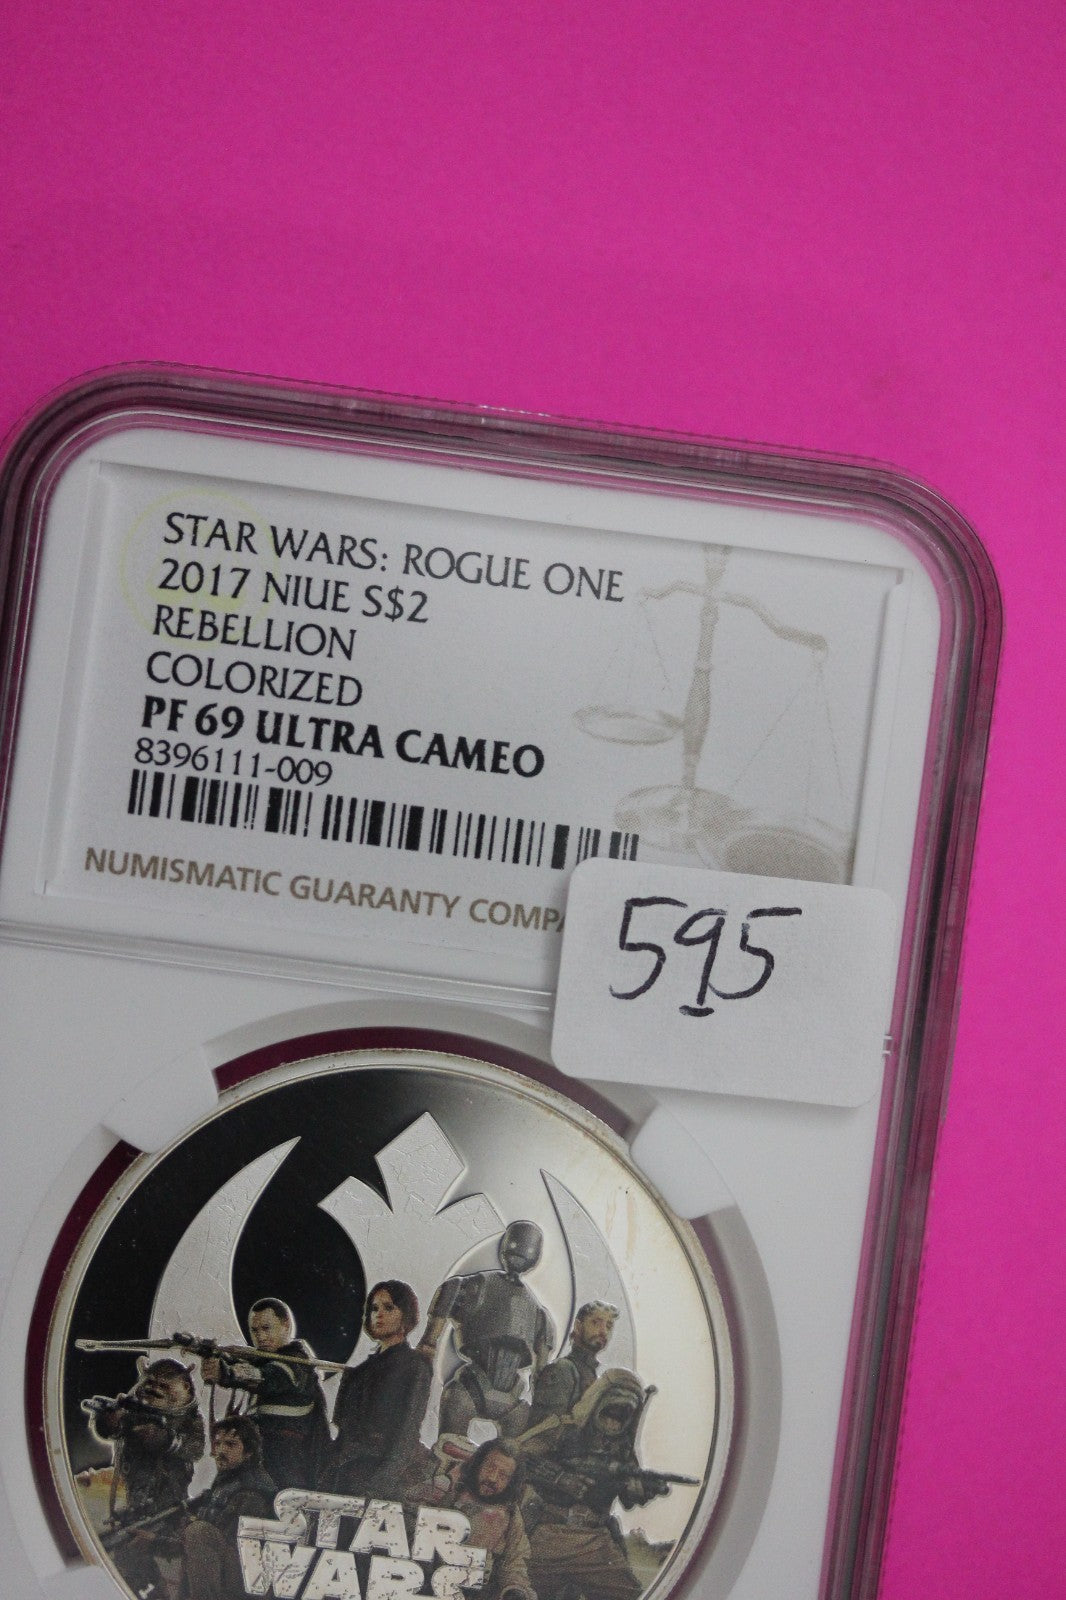 STAR WARS: ROGUE ONE
2017 NIUE S$2
REBELLION
COLORIZED
PF 69 ULTRA CAMEO
8396111-009
NUMISMATIC GUARANTY
595
STAR
WARS